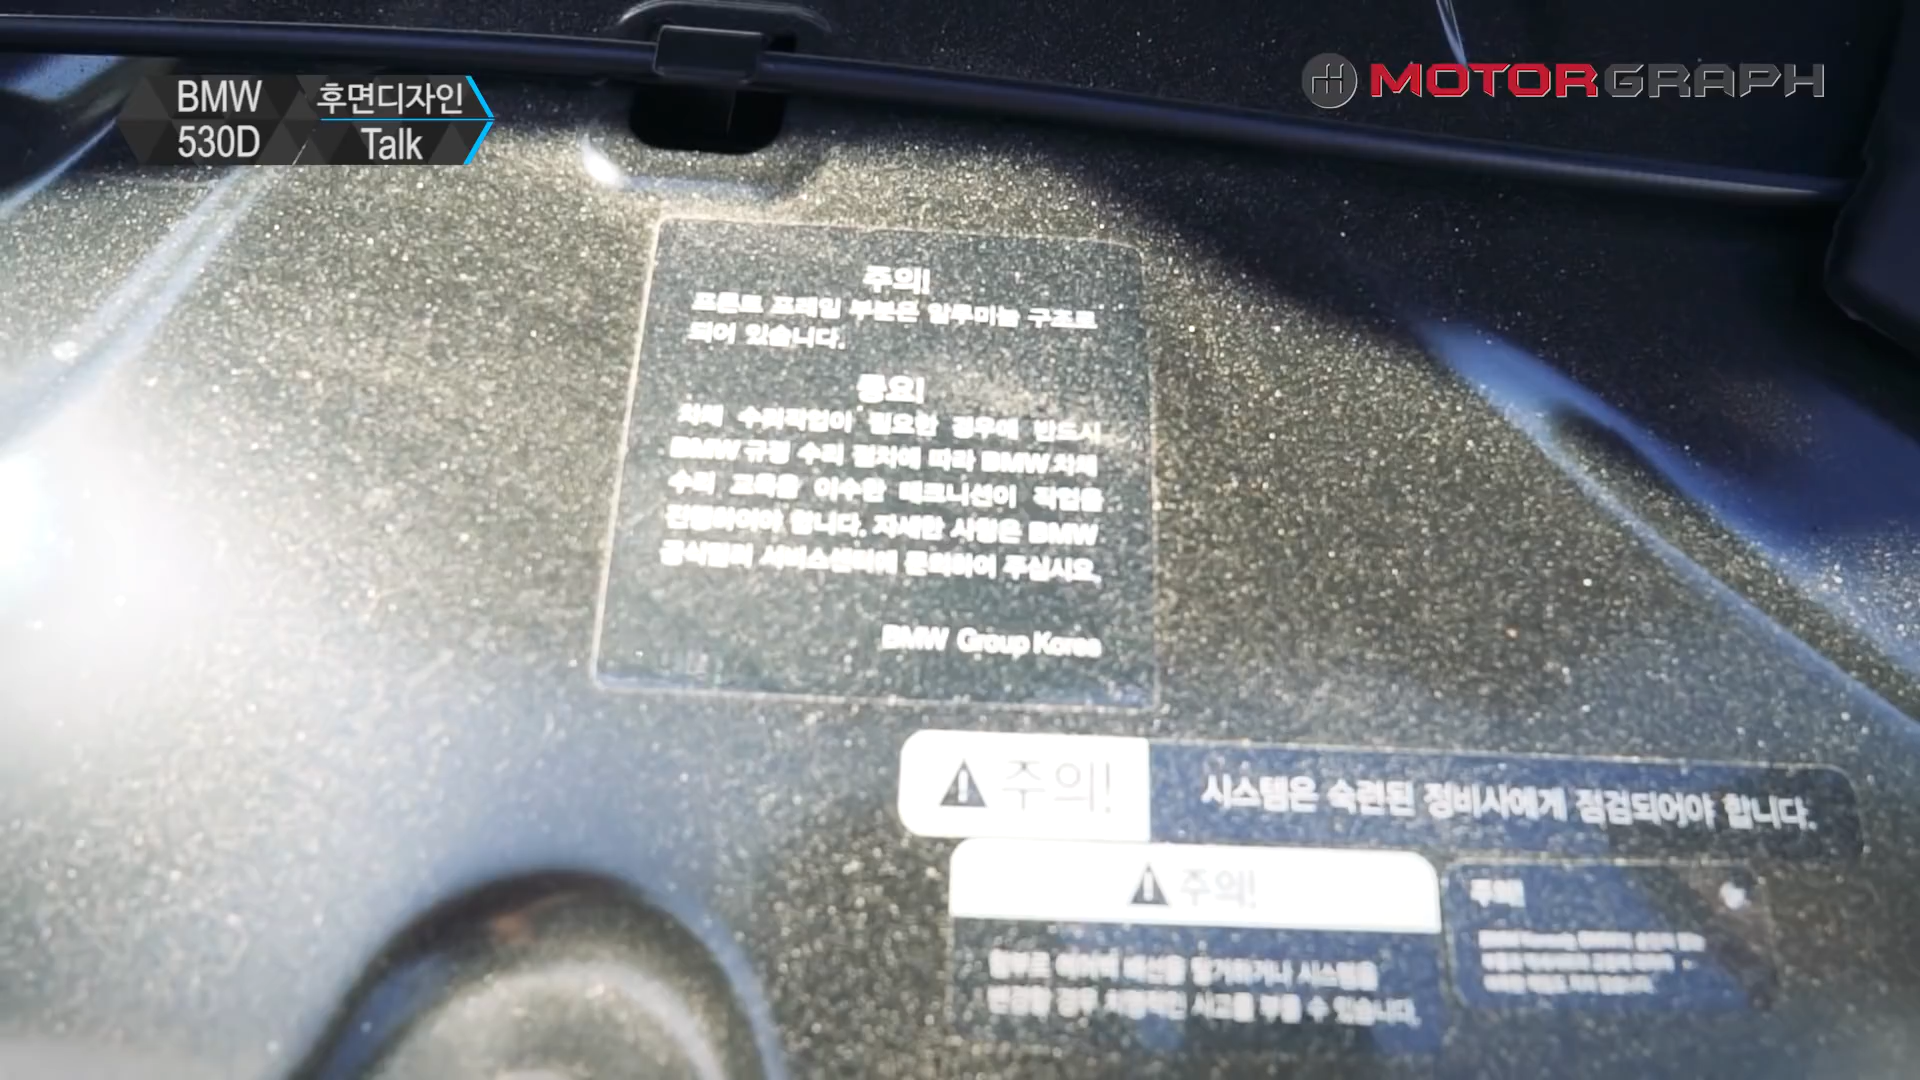 BMW
530D
후면디자인
Talk
MOTORGRAPH
주의!
프론트 프레임 부분은 알루미늄 구조로
되어 있습니다.
중요!
차체 수리작업이 필요한 경우에 반드시
BMW 규정 수리 절차에 따라 BMW 차체
수리 교육을 이수한 테크니션이 작업을
진행하여야 합니다. 자세한 사항은 BMW
공식딜러 서비스센터에 문의하여 주십시오.
BMW Group Korea
주의!
시스템은 숙련된 정비사에게 점검되어야 합니다.
주의!
함부로 에어백 배선을 제거하거나 시스템을
변경할 경우 치명적인 사고를 부를 수 있습니다.
주의!